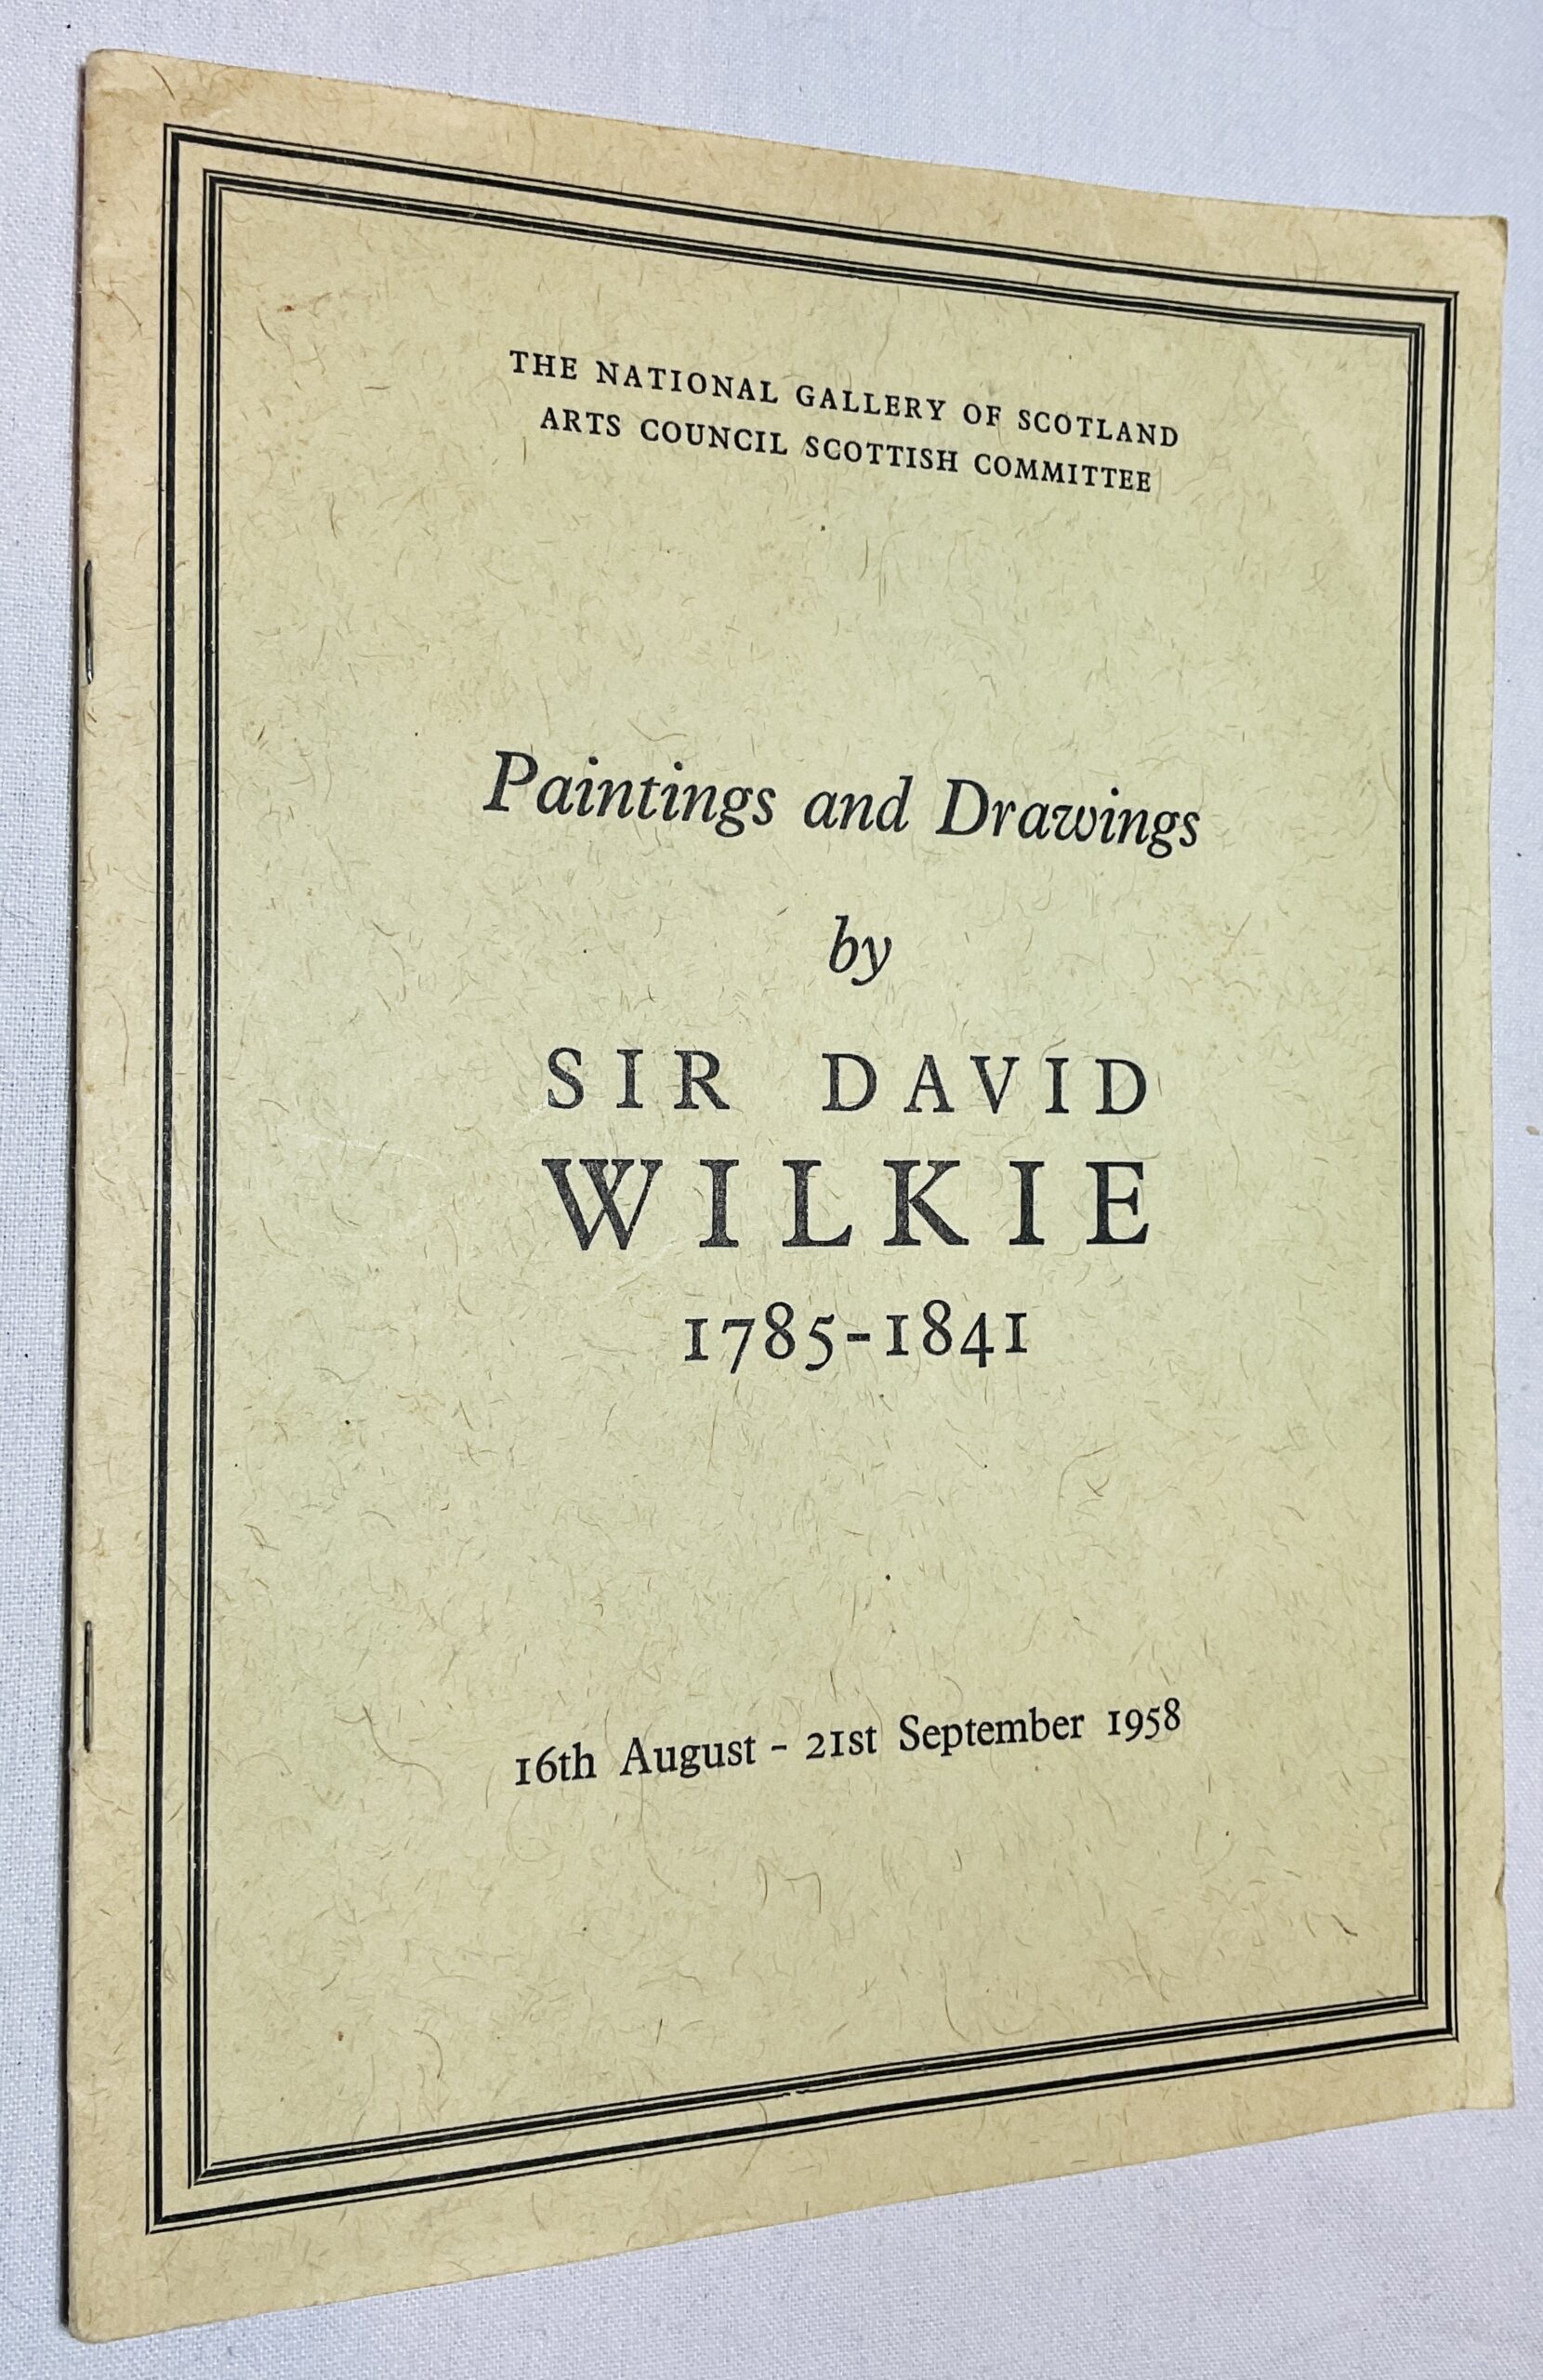 THE NATIONAL GALLERY OF SCOTLAND
ARTS COUNCIL SCOTTISH COMMITTEE
Paintings and Drawings
by
SIR DAVID
WILKIE
1785-1841
16th August - 21st September 1958